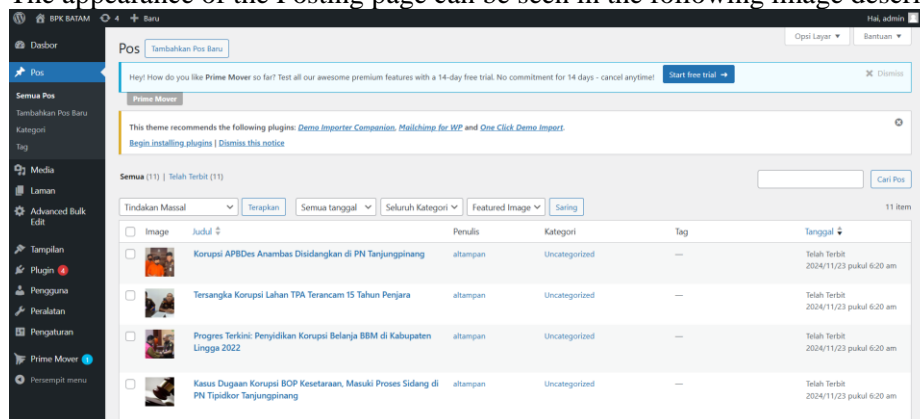 The appearance of the Posting page can be seen in the following image descri
BPK BATAM 4 + Baru Hai, admin
Dasbor
Pos
Semua Pos
Tambahkan Pos Baru
Kategori
Tag
Media
Laman
Advanced Bulk
Edit
Tampilan
Plugin 4
Pengguna
Peralatan
Pengaturan
Prime Mover 1
Persempit menu
Opsi Layar ▼ Bantuan ▼
Pos Tambahkan Pos Baru
Hey! How do you like Prime Mover so far? Test all our awesome premium features with a 14-day free trial. No commitment for 14 days - cancel anytime! Start free trial → Dismiss
Prime Mover
This theme recommends the following plugins: Demo Importer Companion, Mailchimp for WP and One Click Demo Import.
Begin installing plugins | Dismiss this notice
Semua (11) | Telah Terbit (11)
Cari Pos
Tindakan Massal Terapkan Semua tanggal Seluruh Kategori Featured Image Saring 11 item
Image Judul Penulis Kategori Tag Tanggal
Korupsi APBDes Anambas Disidangkan di PN Tanjungpinang altampan Uncategorized — Telah Terbit
2024/11/23 pukul 6:20 am
Tersangka Korupsi Lahan TPA Terancam 15 Tahun Penjara altampan Uncategorized — Telah Terbit
2024/11/23 pukul 6:20 am
Progres Terkini: Penyidikan Korupsi Belanja BBM di Kabupaten altampan Uncategorized — Telah Terbit
Lingga 2022 2024/11/23 pukul 6:20 am
Kasus Dugaan Korupsi BOP Kesetaraan, Masuki Proses Sidang di altampan Uncategorized — Telah Terbit
PN Tipidkor Tanjungpinang 2024/11/23 pukul 6:20 am